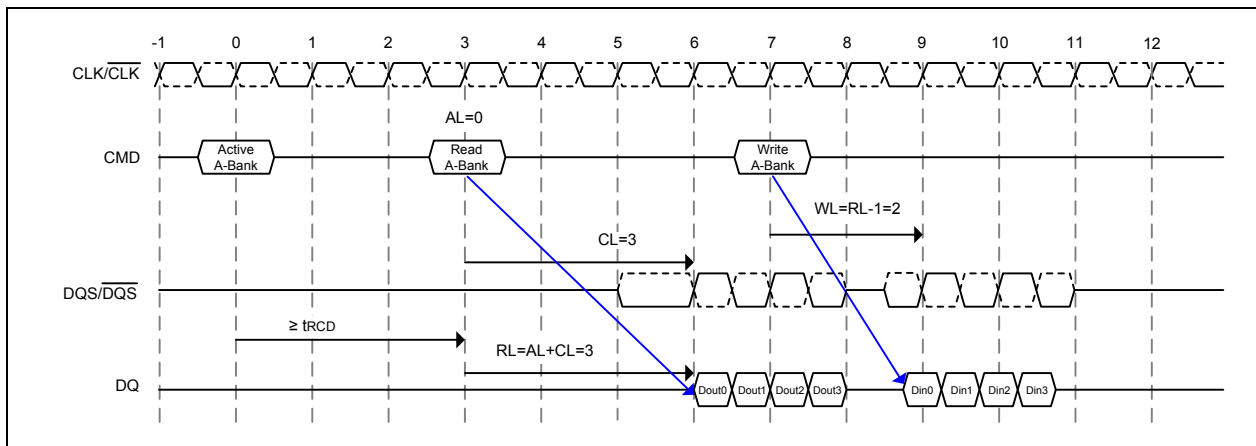 -1 0 1 2 3 4 5 6 7 8 9 10 11 12
CLK/CLK
AL=0
CMD
Active
A-Bank
Read
A-Bank
Write
A-Bank
WL=RL-1=2
CL=3
DQS/DQS
≥ tRCD
RL=AL+CL=3
DQ
Dout0 Dout1 Dout2 Dout3 Din0 Din1 Din2 Din3